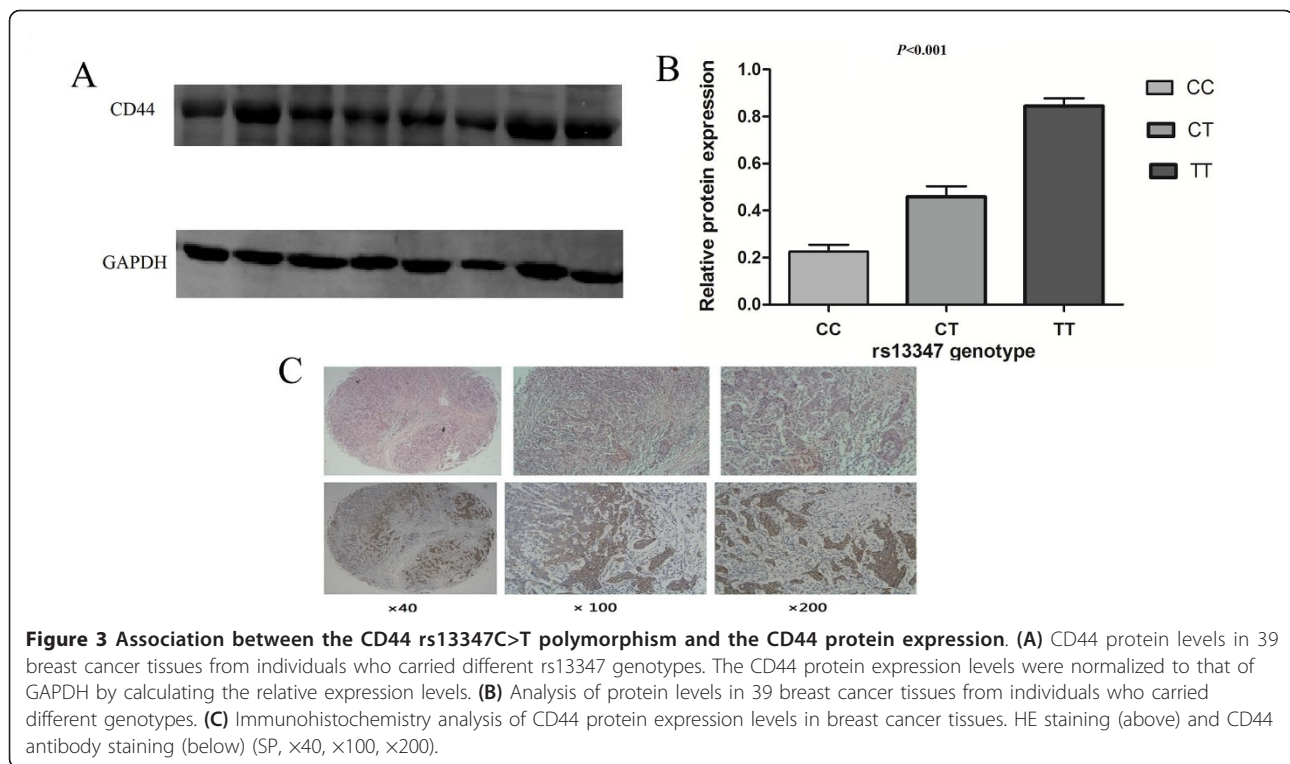 A
CD44
GAPDH
B
P<0.001
Relative protein expression
1.0
0.8
0.6
0.4
0.2
0.0
CC
CT
TT
rs13347 genotype
CC
CT
TT
C
×40
× 100
×200
Figure 3 Association between the CD44 rs13347C>T polymorphism and the CD44 protein expression. (A) CD44 protein levels in 39
breast cancer tissues from individuals who carried different rs13347 genotypes. The CD44 protein expression levels were normalized to that of
GAPDH by calculating the relative expression levels. (B) Analysis of protein levels in 39 breast cancer tissues from individuals who carried
different genotypes. (C) Immunohistochemistry analysis of CD44 protein expression levels in breast cancer tissues. HE staining (above) and CD44
antibody staining (below) (SP, ×40, ×100, ×200).